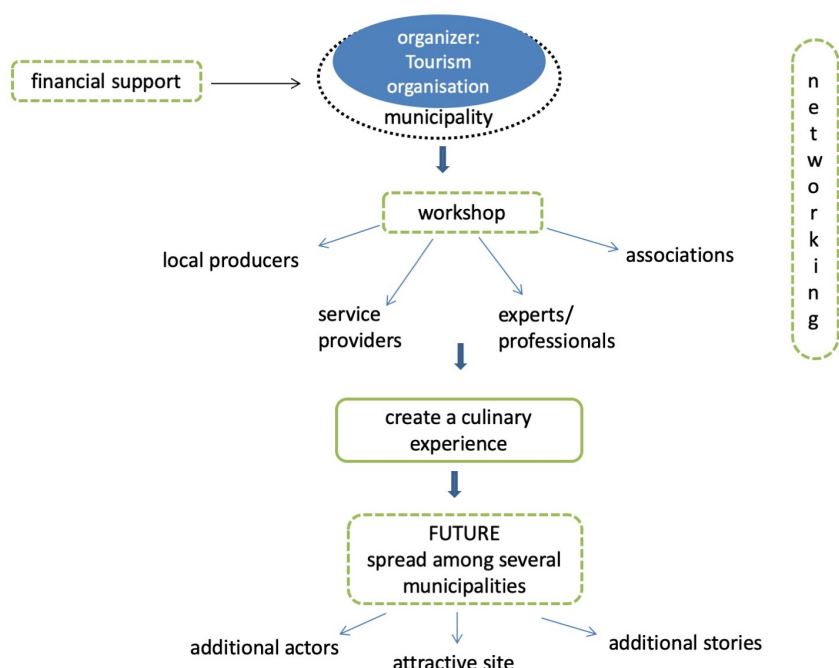 organizer:
Tourism
organisation
municipality
financial support
networking
workshop
local producers
associations
service
providers
experts/
professionals
create a culinary
experience
FUTURE
spread among several
municipalities
additional actors
attractive site
additional stories